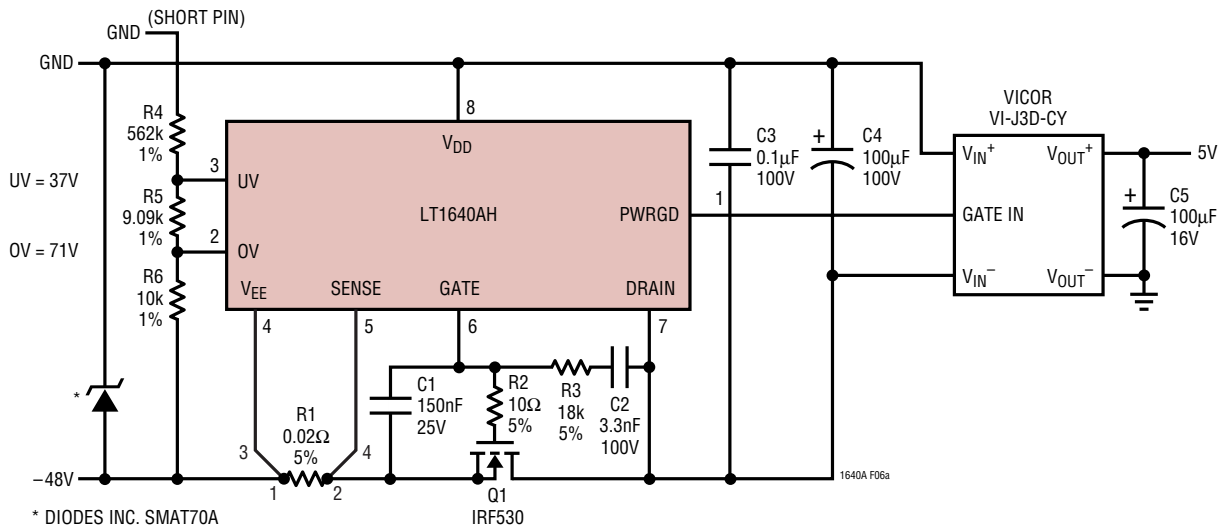 (SHORT PIN)
GND
GND
R4
562k
1%
UV = 37V
R5
9.09k
1%
OV = 71V
R6
10k
1%
3
2
8
V_DD
UV
LT1640AH
PWRGD
1
OV
V_EE
SENSE
GATE
DRAIN
4
5
6
7
C3
0.1µF
100V
+
C4
100µF
100V
VICOR
VI-J3D-CY
V_IN+
V_OUT+
GATE IN
V_IN−
V_OUT−
5V
+
C5
100µF
16V
*
R1
0.02Ω
5%
3
4
1
2
C1
150nF
25V
R2
10Ω
5%
R3
18k
5%
C2
3.3nF
100V
Q1
IRF530
−48V
1640A F06a
* DIODES INC. SMAT70A